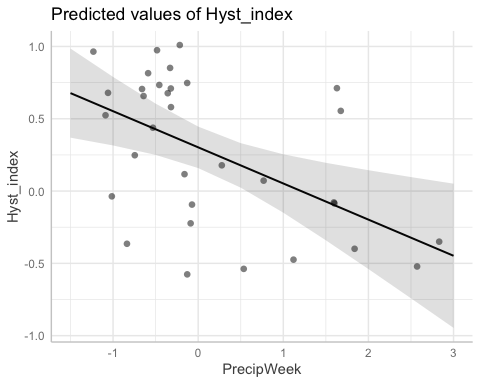 Predicted values of Hyst_index
1.0
0.5
0.0
-0.5
-1.0
Hyst_index
-1 0 1 2 3
PrecipWeek